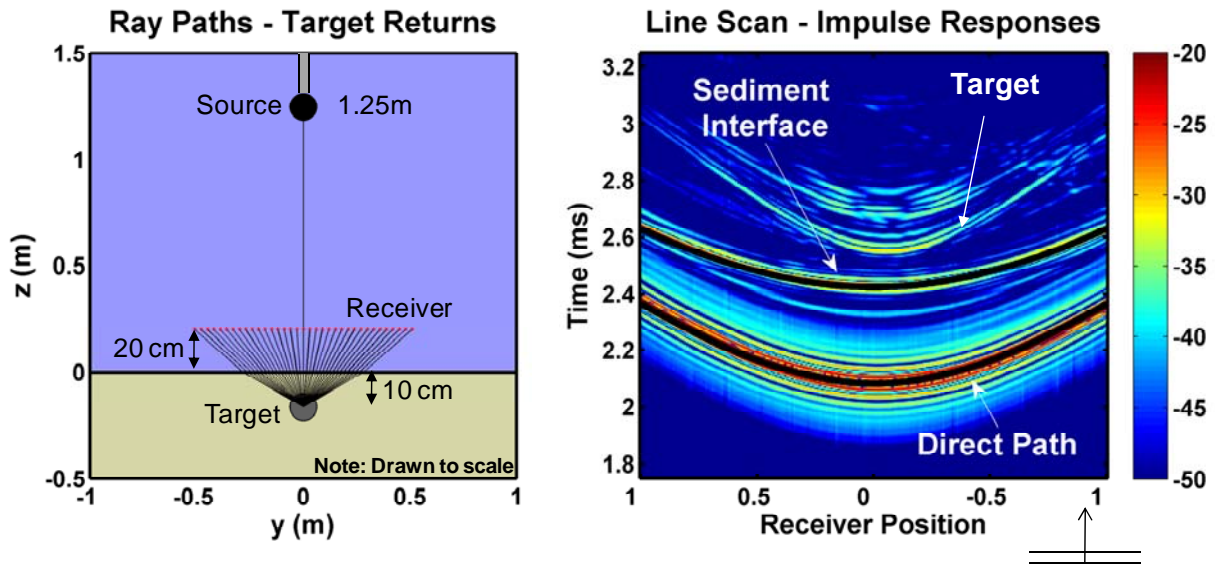 Ray Paths - Target Returns
1.5
1
0.5
0
-0.5
z (m)
Source 1.25m
Receiver
20 cm
10 cm
Target
Note: Drawn to scale
-1
-0.5
0
0.5
1
y (m)
Line Scan - Impulse Responses
3.2
3
2.8
2.6
2.4
2.2
2
1.8
Time (ms)
Sediment
Interface
Target
Direct Path
1
0.5
0
-0.5
1
Receiver Position
-20
-25
-30
-35
-40
-45
-50